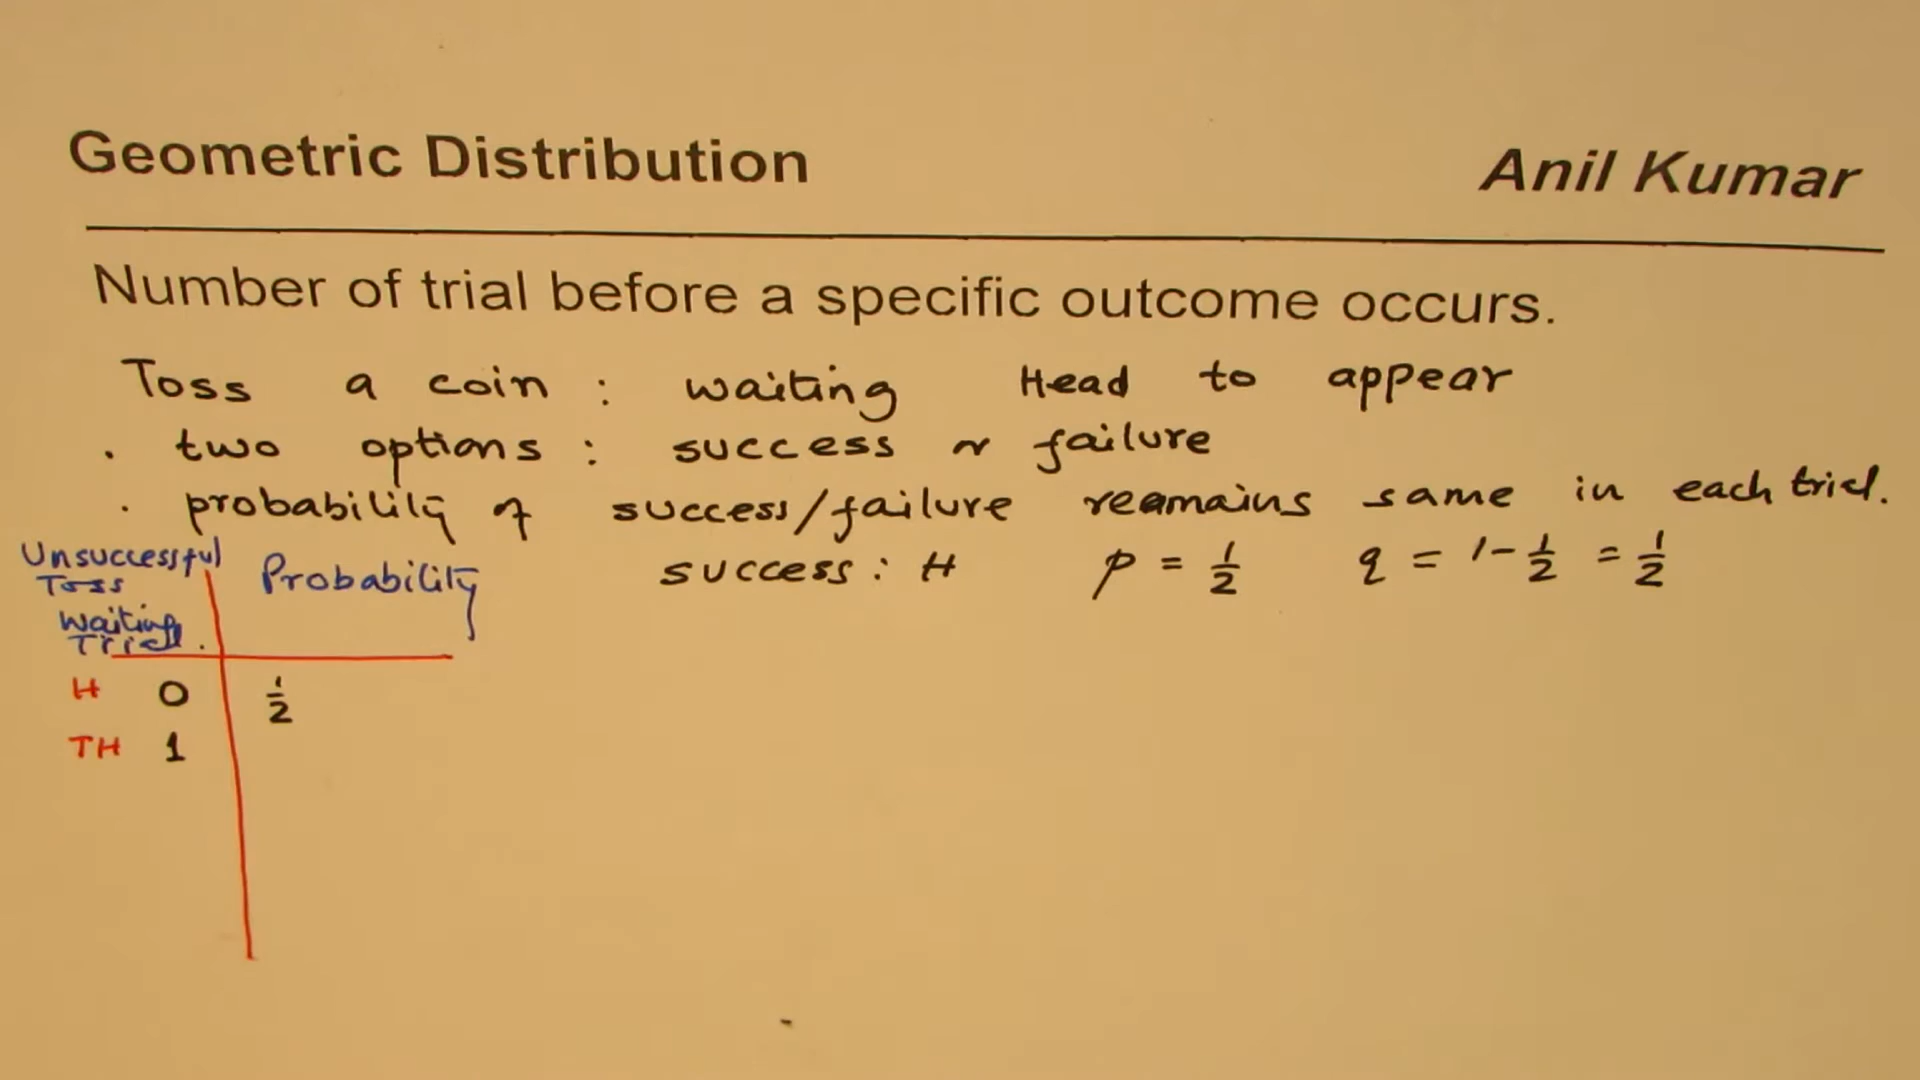 Geometric Distribution
Anil Kumar
Number of trial before a specific outcome occurs.
Toss a coin : waiting Head to appear
. two options : success or failure
. probability of success/failure reamains same in each trial.
success : H p = 1/2 q = 1 - 1/2 = 1/2
Unsuccessful
Toss
Waiting
Trial .
Probability
H 0 1/2
TH 1